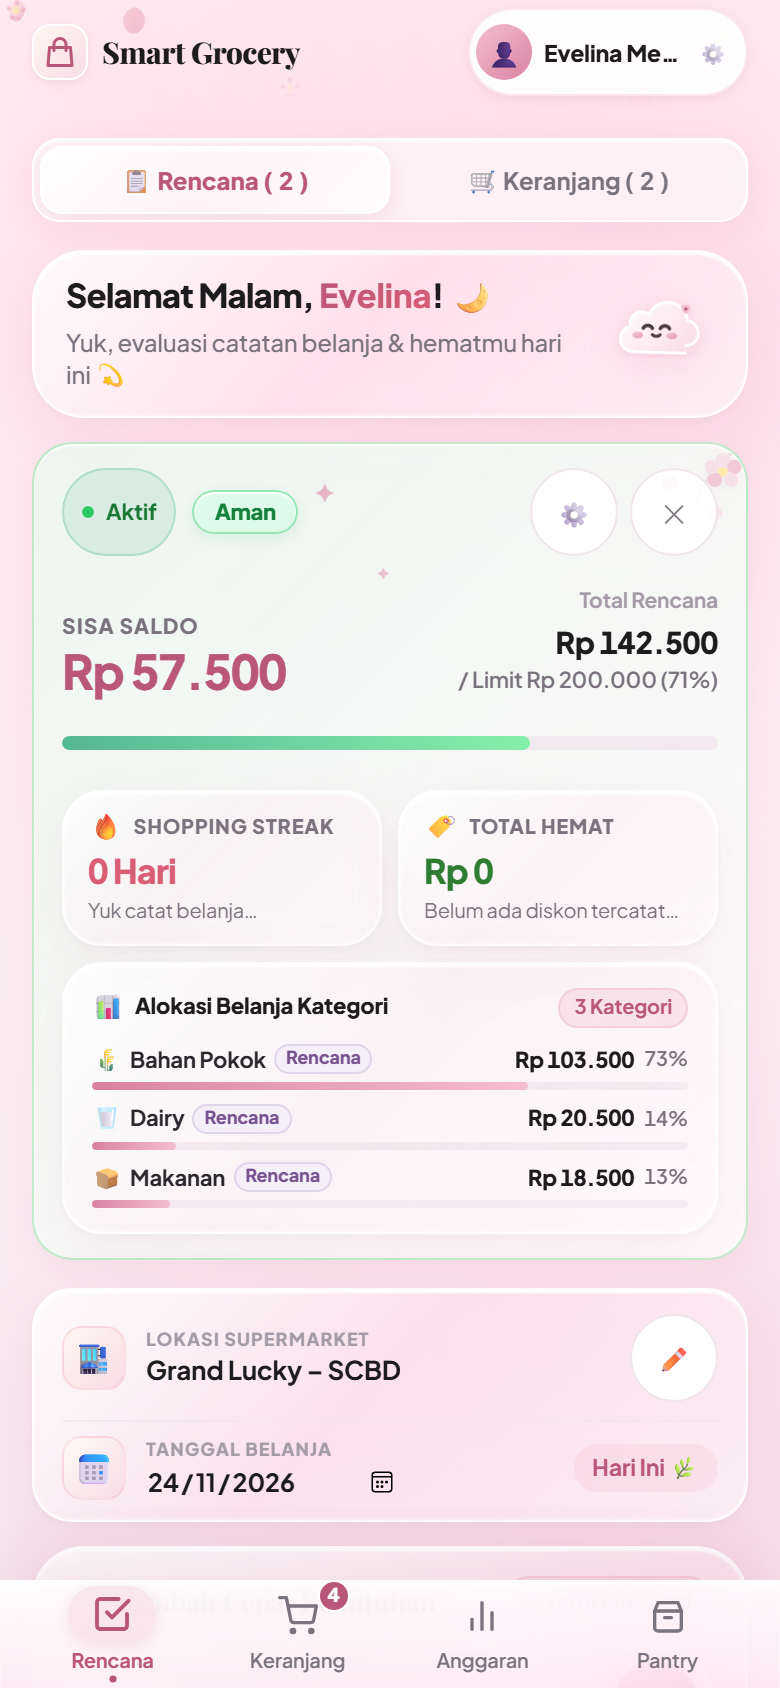 Smart Grocery
Evelina Me...
Rencana ( 2 )
Keranjang ( 2 )
Selamat Malam, Evelina!
Yuk, evaluasi catatan belanja & hematmu hari
ini
Aktif
Aman
Total Rencana
SISA SALDO
Rp 142.500
Rp 57.500
/ Limit Rp 200.000 (71%)
SHOPPING STREAK
0 Hari
Yuk catat belanja...
TOTAL HEMAT
Rp 0
Belum ada diskon tercatat...
Alokasi Belanja Kategori
3 Kategori
Bahan Pokok Rencana Rp 103.500 73%
Dairy Rencana Rp 20.500 14%
Makanan Rencana Rp 18.500 13%
LOKASI SUPERMARKET
Grand Lucky – SCBD
TANGGAL BELANJA
24/11/2026
Hari Ini
4
Rencana
Keranjang
Anggaran
Pantry